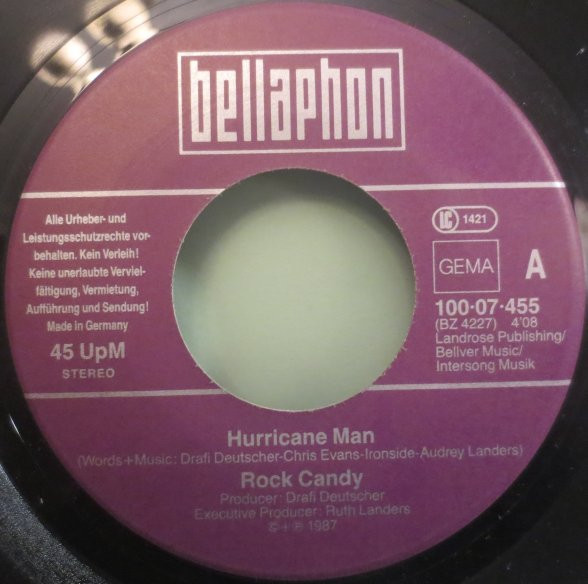 bellaphon
Alle Urheber- und
Leistungsschutzrechte vor-
behalten. Kein Verleih!
Keine unerlaubte Verviel-
fältigung, Vermietung,
Aufführung und Sendung!
Made in Germany
45 UpM
STEREO
LC 1421
GEMA
A
100·07·455
(BZ 4227) 4'08
Landrose Publishing/
Bellver Music/
Intersong Musik
Hurricane Man
(Words+Music: Drafi Deutscher-Chris Evans-Ironside-Audrey Landers)
Rock Candy
Producer: Drafi Deutscher
Executive Producer: Ruth Landers
©+℗ 1987